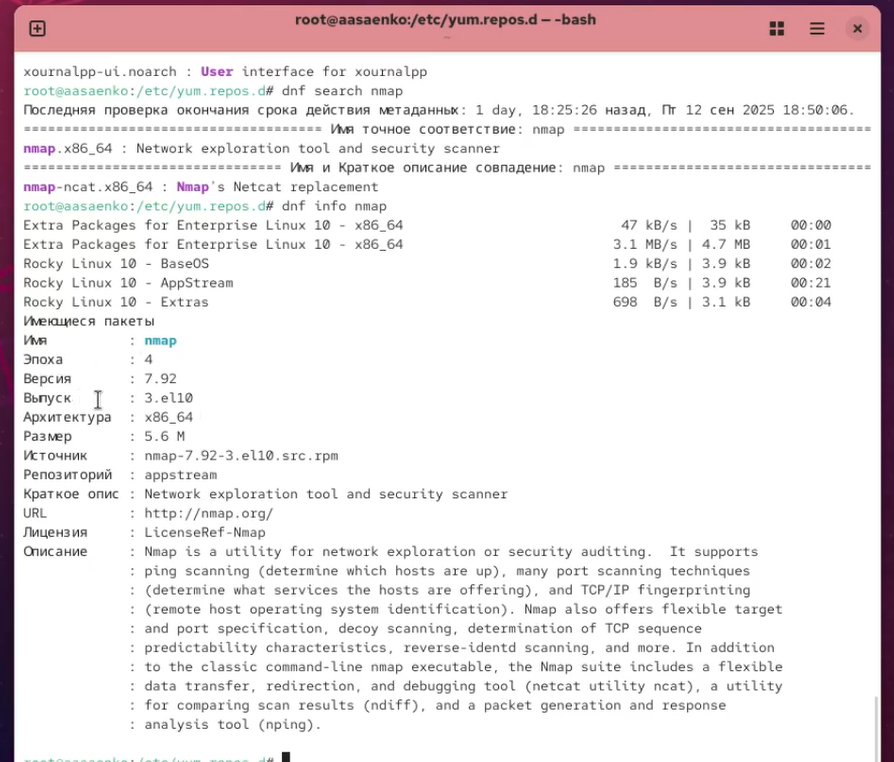 root@aasaenko:/etc/yum.repos.d — -bash
xournalpp-ui.noarch : User interface for xournalpp
root@aasaenko:/etc/yum.repos.d# dnf search nmap
Последняя проверка окончания срока действия метаданных: 1 day, 18:25:26 назад, Пт 12 сен 2025 18:50:06.
===================================== Имя точное соответствие: nmap =====================================
nmap.x86_64 : Network exploration tool and security scanner
================================= Имя и Краткое описание совпадение: nmap ================================
nmap-ncat.x86_64 : Nmap's Netcat replacement
root@aasaenko:/etc/yum.repos.d# dnf info nmap
Extra Packages for Enterprise Linux 10 - x86_64 47 kB/s | 35 kB 00:00
Extra Packages for Enterprise Linux 10 - x86_64 3.1 MB/s | 4.7 MB 00:01
Rocky Linux 10 - BaseOS 1.9 kB/s | 3.9 kB 00:02
Rocky Linux 10 - AppStream 185 B/s | 3.9 kB 00:21
Rocky Linux 10 - Extras 698 B/s | 3.1 kB 00:04
Имеющиеся пакеты
Имя : nmap
Эпоха : 4
Версия : 7.92
Выпуск : 3.el10
Архитектура : x86_64
Размер : 5.6 M
Источник : nmap-7.92-3.el10.src.rpm
Репозиторий : appstream
Краткое опис : Network exploration tool and security scanner
URL : http://nmap.org/
Лицензия : LicenseRef-Nmap
Описание : Nmap is a utility for network exploration or security auditing.  It supports
: ping scanning (determine which hosts are up), many port scanning techniques
: (determine what services the hosts are offering), and TCP/IP fingerprinting
: (remote host operating system identification). Nmap also offers flexible target
: and port specification, decoy scanning, determination of TCP sequence
: predictability characteristics, reverse-identd scanning, and more. In addition
: to the classic command-line nmap executable, the Nmap suite includes a flexible
: data transfer, redirection, and debugging tool (netcat utility ncat), a utility
: for comparing scan results (ndiff), and a packet generation and response
: analysis tool (nping).
root@aasaenko:/etc/yum.repos.d#